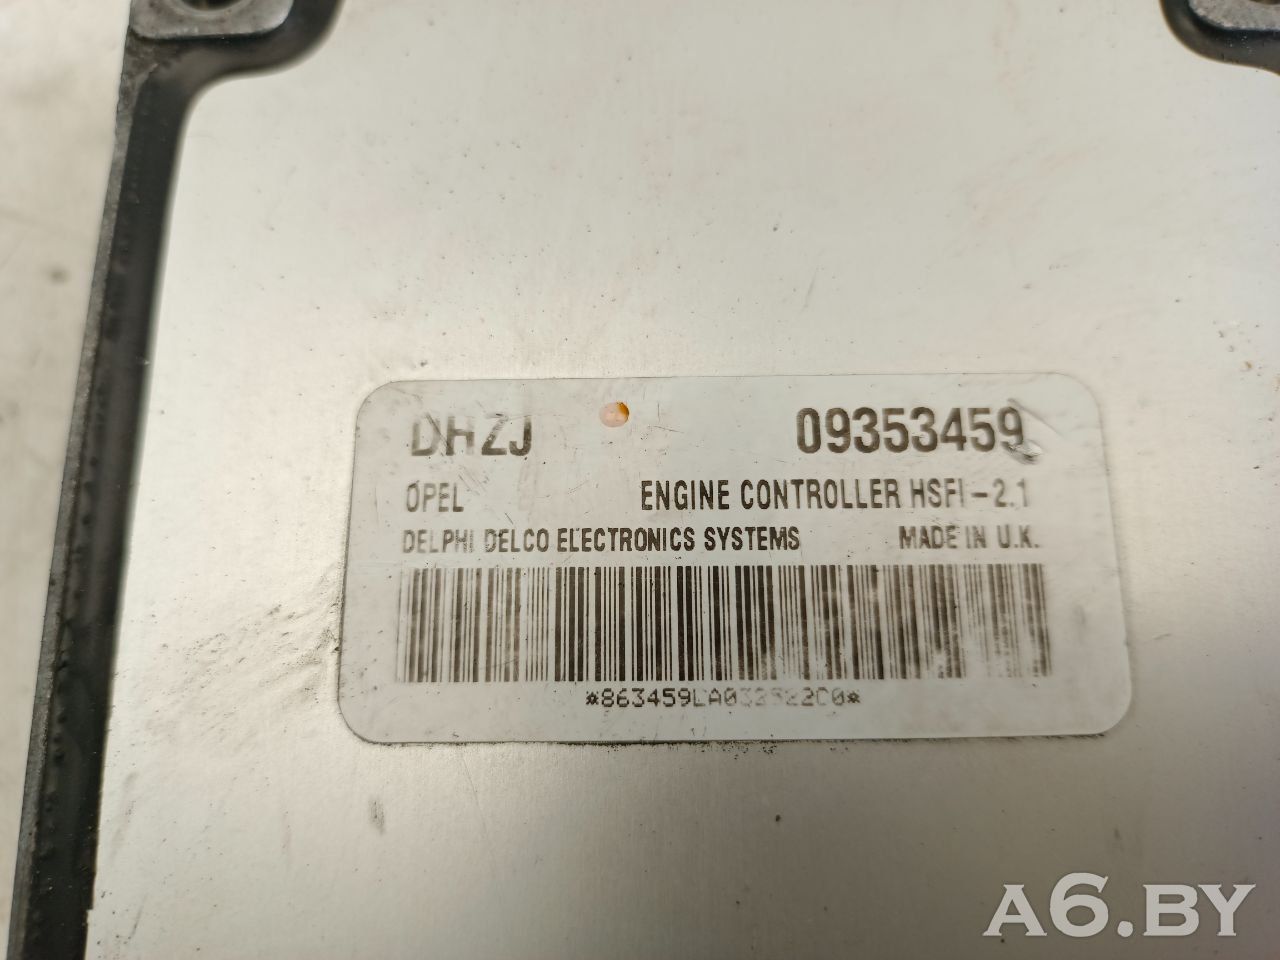 DHZJ 09353459
OPEL ENGINE CONTROLLER HSFI-2.1
DELPHI DELCO ELECTRONICS SYSTEMS MADE IN U.K.
A6.BY